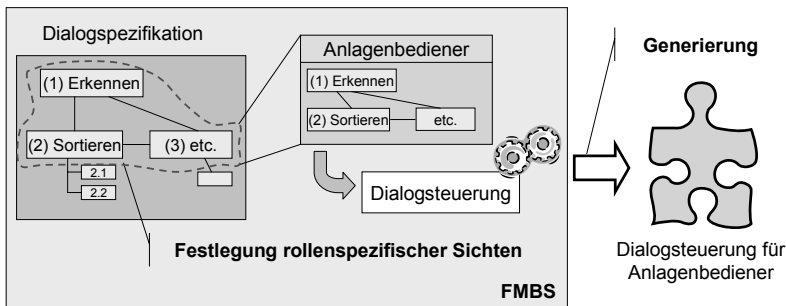 Dialogspezifikation
(1) Erkennen
(2) Sortieren
(3) etc.
2.1
2.2
Anlagenbediener
(1) Erkennen
(2) Sortieren
etc.
Dialogsteuerung
Festlegung rollenspezifischer Sichten
FMBS
Generierung
Dialogsteuerung für
Anlagenbediener